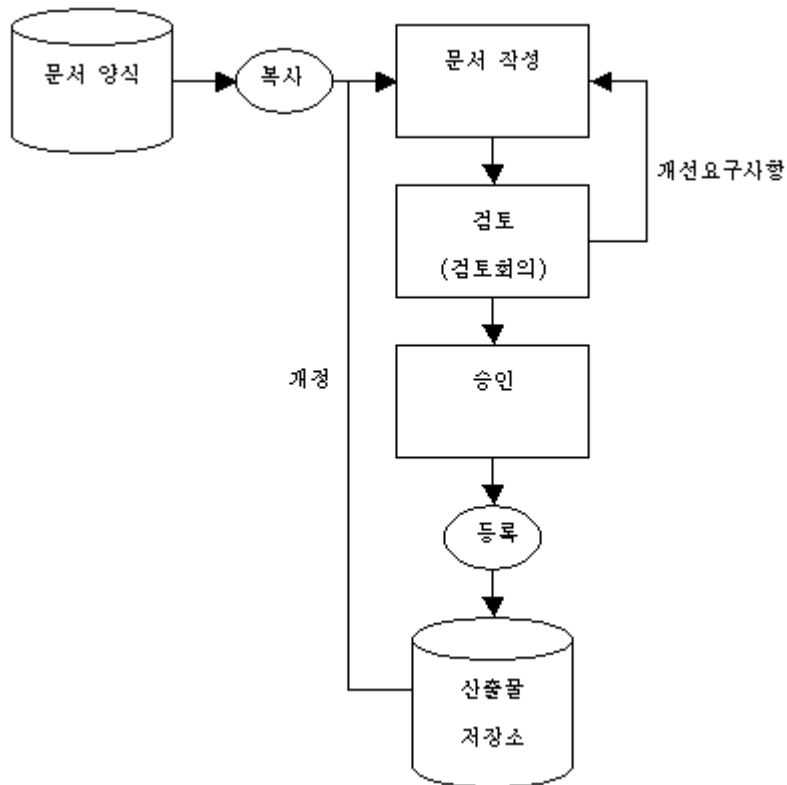 문서 양식
복사
문서 작성
개선요구사항
검토
(검토회의)
개정
승인
등록
산출물
저장소